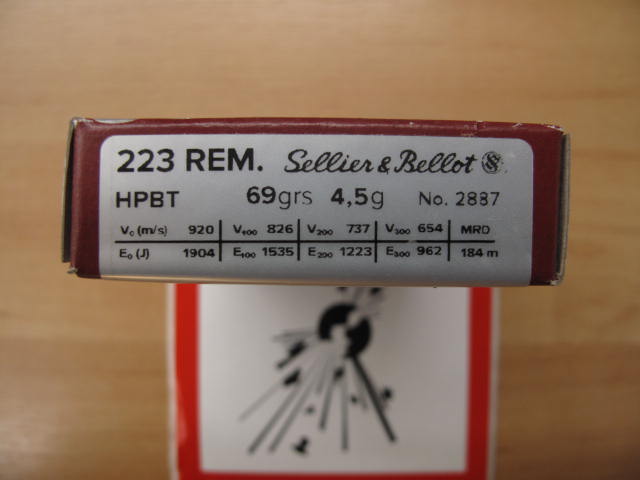 223 REM. Sellier & Bellot S&B
HPBT 69grs 4,5g No. 2887
V₀ (m/s) 920 V₁₀₀ 826 V₂₀₀ 737 V₃₀₀ 654 MRD
E₀ (J) 1904 E₁₀₀ 1535 E₂₀₀ 1223 E₃₀₀ 962 184 m